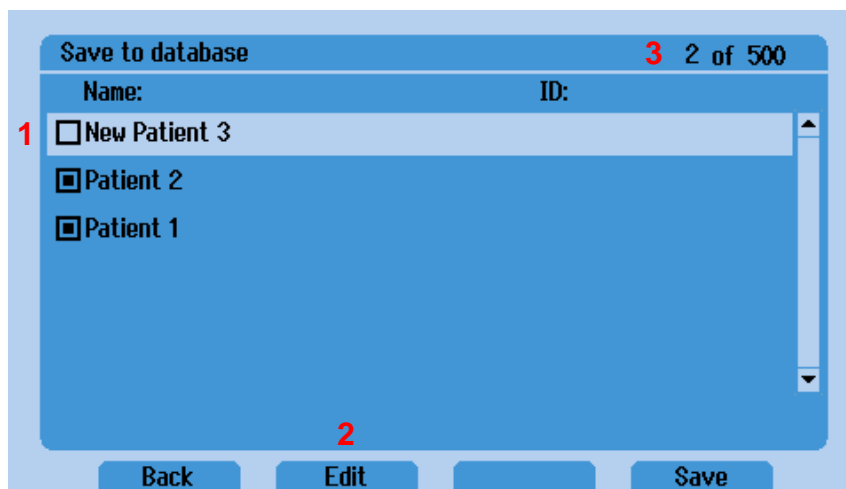 Save to database 3 2 of 500
Name: ID:
1 New Patient 3
Patient 2
Patient 1
2
Back Edit Save